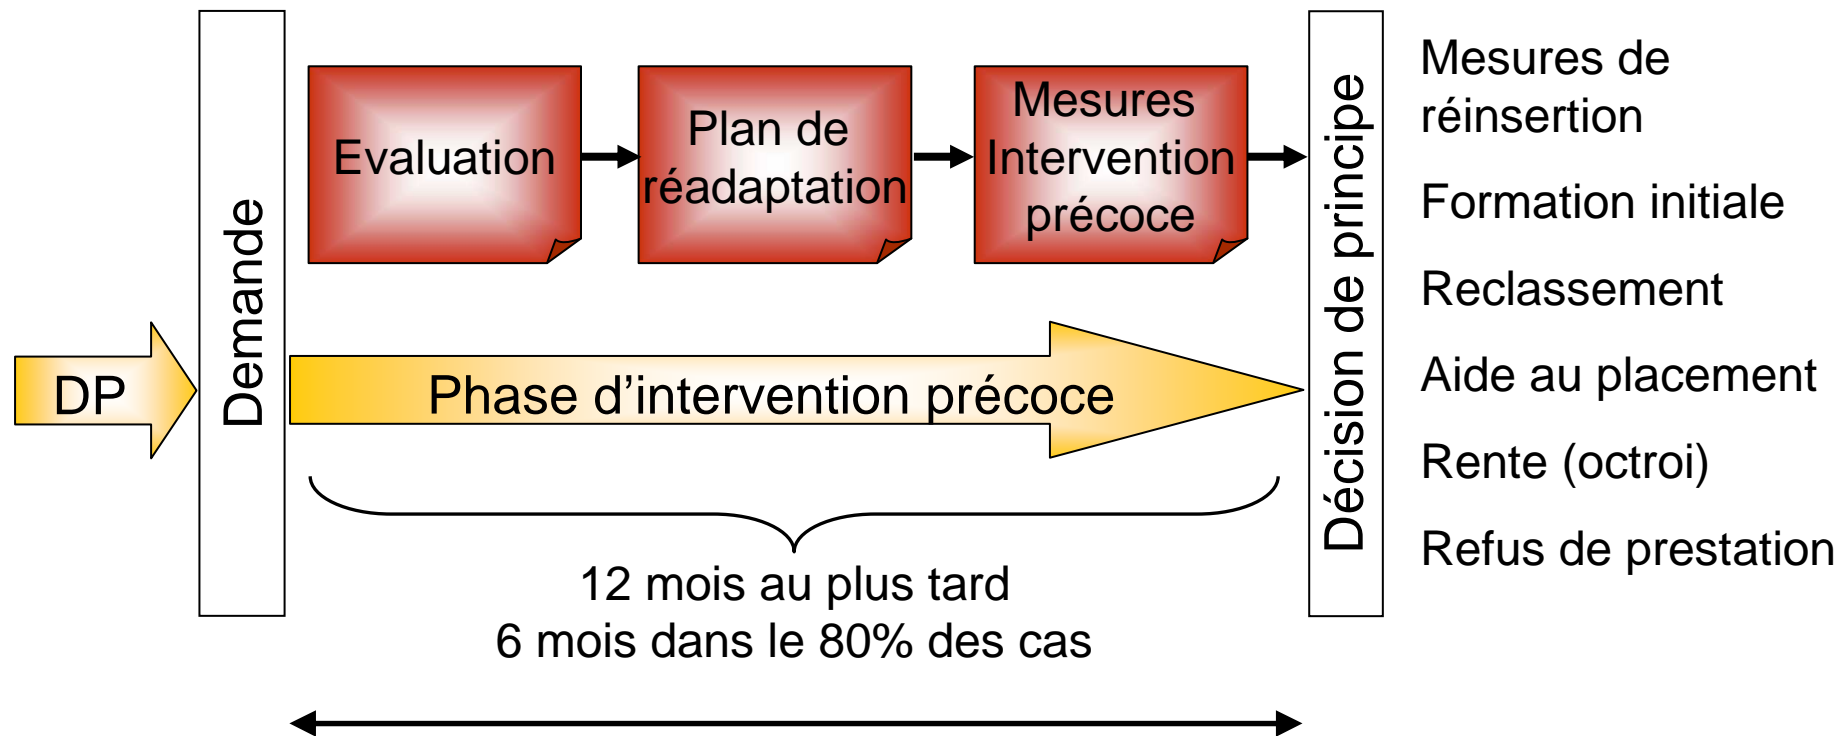 DP
Demande
Evaluation
Plan de
réadaptation
Mesures
Intervention
précoce
Phase d’intervention précoce
12 mois au plus tard
6 mois dans le 80% des cas
Décision de principe
Mesures de
réinsertion
Formation initiale
Reclassement
Aide au placement
Rente (octroi)
Refus de prestation